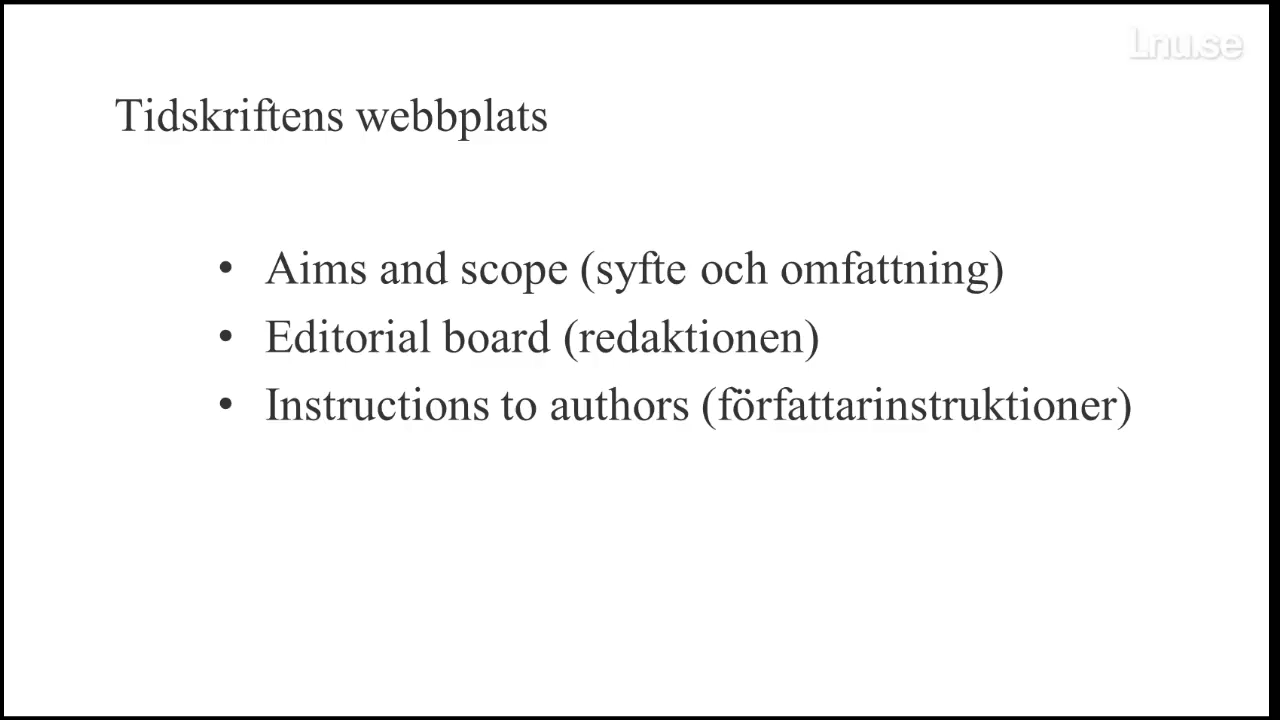 Lnu.se
Tidskriftens webbplats
• Aims and scope (syfte och omfattning)
• Editorial board (redaktionen)
• Instructions to authors (författarinstruktioner)